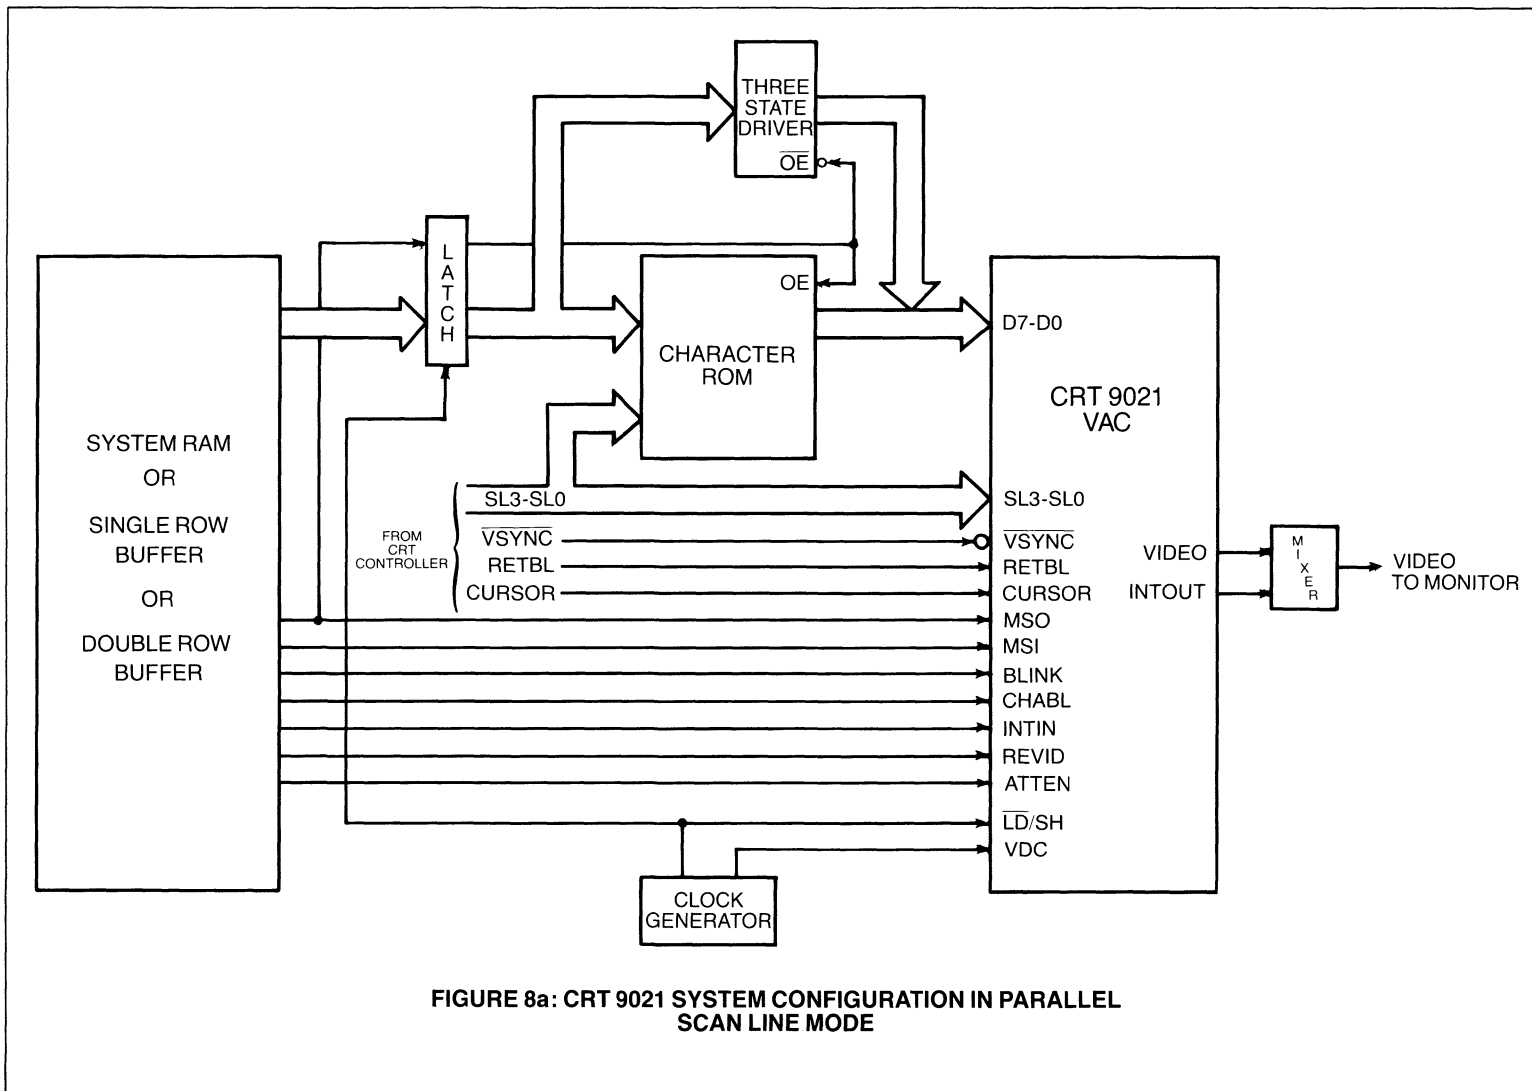 THREE
STATE
DRIVER
OE
LATCH
OE
CHARACTER
ROM
SYSTEM RAM
OR
SINGLE ROW
BUFFER
OR
DOUBLE ROW
BUFFER
FROM
CRT
CONTROLLER
SL3-SL0
VSYNC
RETBL
CURSOR
D7-D0
CRT 9021
VAC
SL3-SL0
VSYNC
RETBL
CURSOR
MSO
MSI
BLINK
CHABL
INTIN
REVID
ATTEN
LD/SH
VDC
VIDEO
INTOUT
MIXER
VIDEO
TO MONITOR
CLOCK
GENERATOR
FIGURE 8a: CRT 9021 SYSTEM CONFIGURATION IN PARALLEL
SCAN LINE MODE